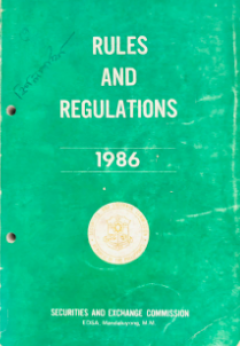 RULES
AND
REGULATIONS
1986
SECURITIES AND EXCHANGE COMMISSION
EDSA, Mandaluyong, M.M.